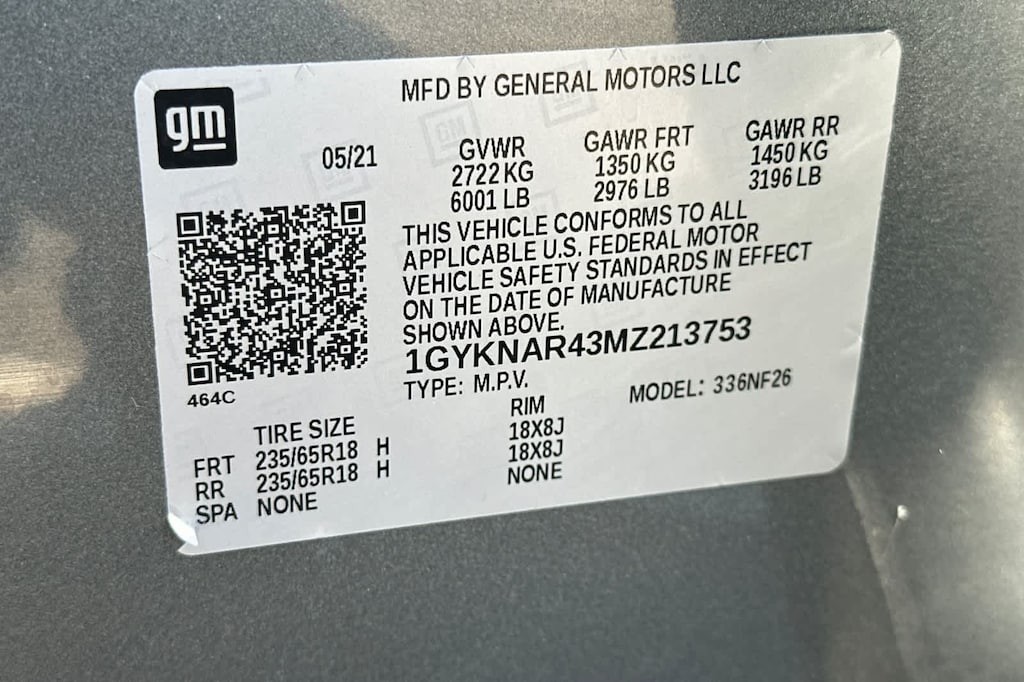 gm
MFD BY GENERAL MOTORS LLC
05/21
GVWR
2722 KG
6001 LB
GAWR FRT
1350 KG
2976 LB
GAWR RR
1450 KG
3196 LB
THIS VEHICLE CONFORMS TO ALL
APPLICABLE U.S. FEDERAL MOTOR
VEHICLE SAFETY STANDARDS IN EFFECT
ON THE DATE OF MANUFACTURE
SHOWN ABOVE.
1GYKNAR43MZ213753
TYPE: M.P.V.
MODEL: 336NF26
464C
TIRE SIZE RIM
FRT 235/65R18 H 18X8J
RR 235/65R18 H 18X8J
SPA NONE NONE